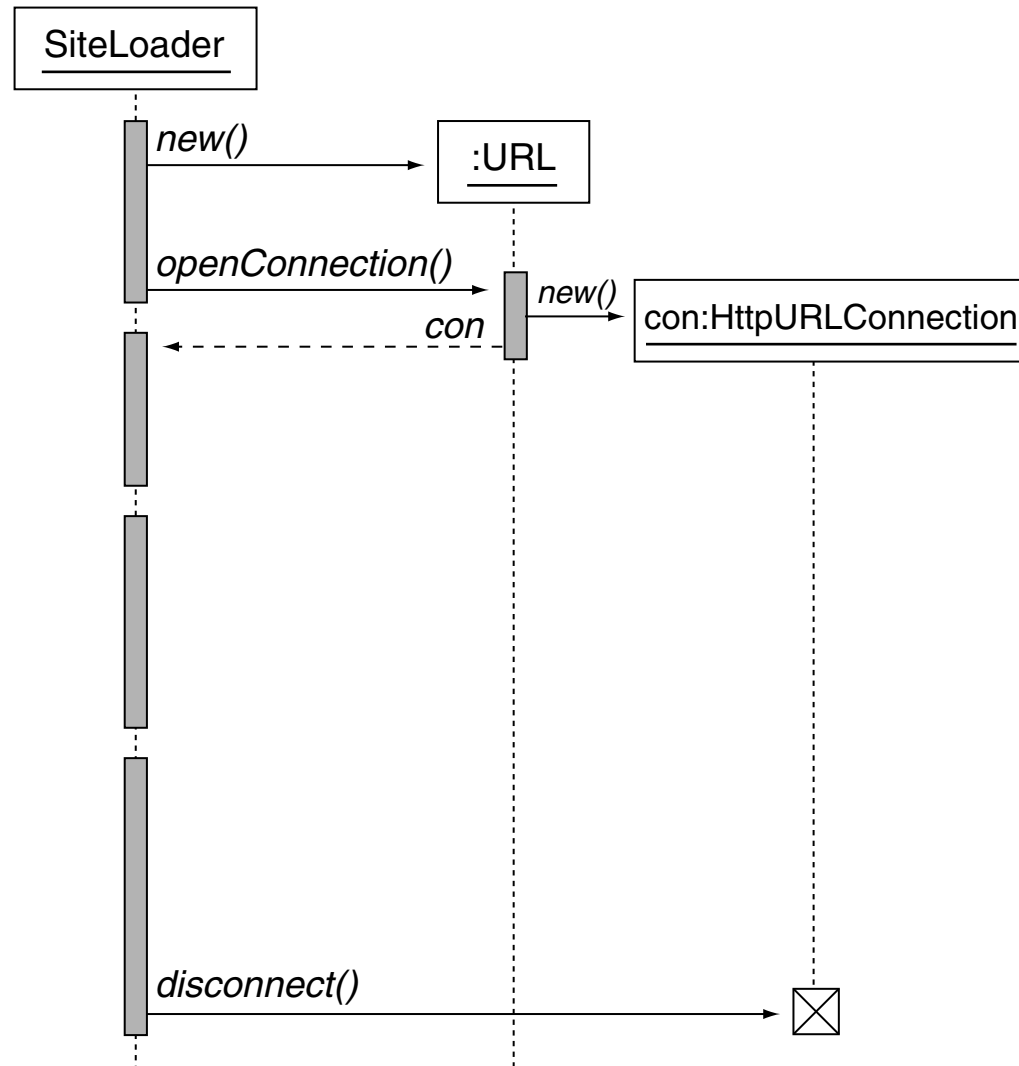 SiteLoader
new()
:URL
openConnection()
new()
con:HttpURLConnection
con
disconnect()